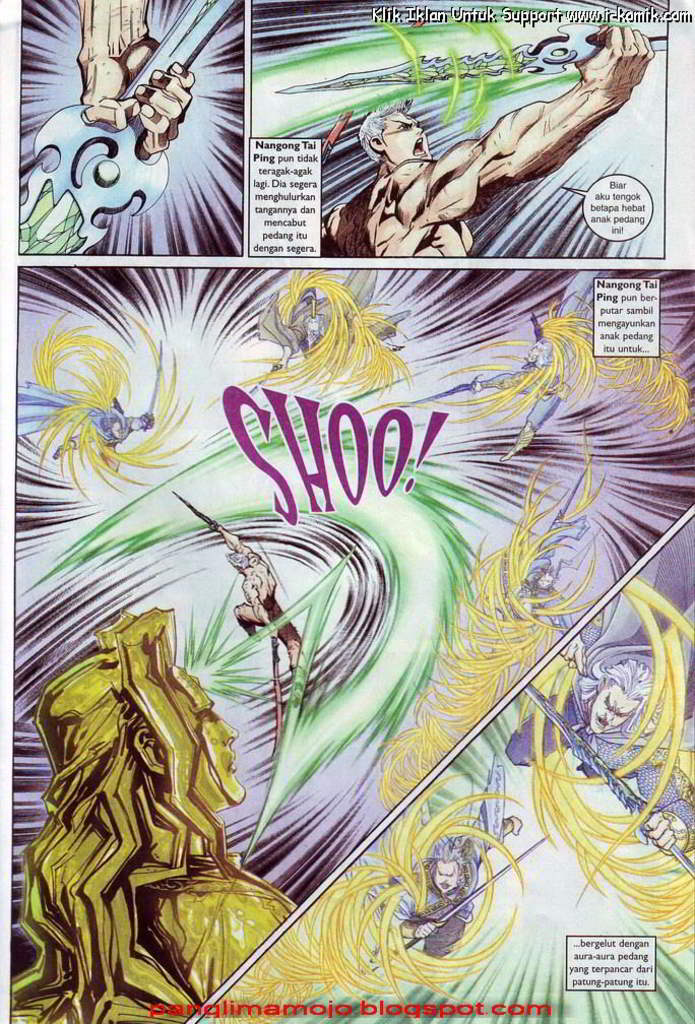 Klik Iklan Untuk Support www.i-komik.com
Nangong Tai
Ping pun tidak
teragak-agak
lagi. Dia segera
menghulurkan
tangannya dan
mencabut
pedang itu
dengan segera.
Biar
aku tengok
betapa hebat
anak pedang
ini!
Nangong Tai
Ping pun ber-
putar sambil
mengayunkan
anak pedang
itu untuk...
SHOO!
...bergelut dengan
aura-aura pedang
yang terpancar dari
patung-patung itu.
panglimamojo.blogspot.com